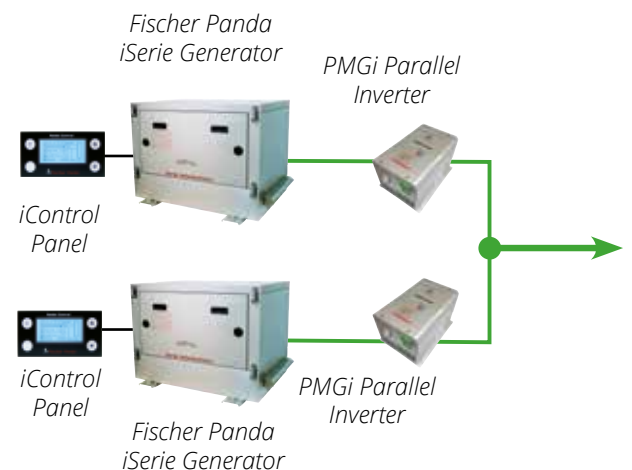 Fischer Panda
iSerie Generator
PMGi Parallel
Inverter
iControl
Panel
iControl
Panel
PMGi Parallel
Inverter
Fischer Panda
iSerie Generator